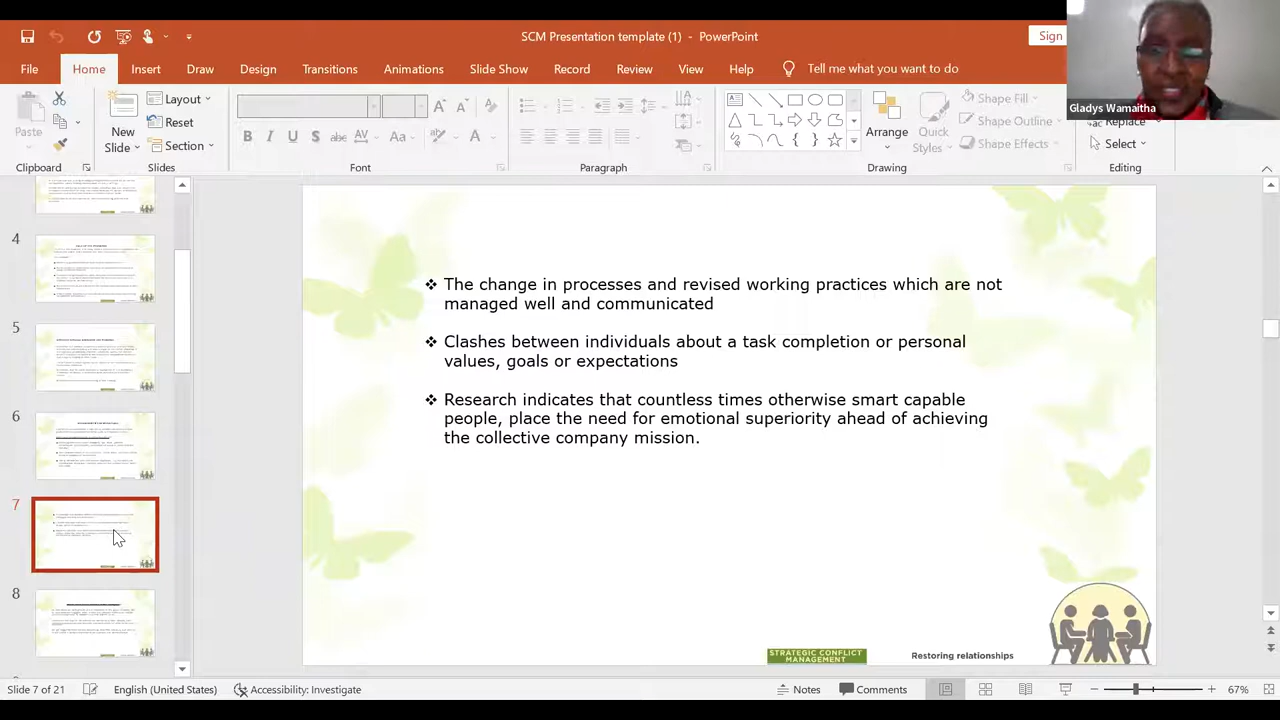 SCM Presentation template (1) - PowerPoint
Sign
File Home Insert Draw Design Transitions Animations Slide Show Record Review View Help Tell me what you want to do
Gladys Wamaitha
Paste
New
Slide
Layout
Reset
Section
B I U S abc AV Aa A
Arrange
Quick
Styles
Shape Fill
Shape Outline
Shape Effects
Replace
Select
Clipboard Slides Font Paragraph Drawing Editing
4
5
6
7
8
❖ The change in processes and revised working practices which are not
managed well and communicated
❖ Clashes between individuals about a task completion or personal
values, goals or expectations
❖ Research indicates that countless times otherwise smart capable
people, place the need for emotional superiority ahead of achieving
the collective company mission.
STRATEGIC CONFLICT
MANAGEMENT
Restoring relationships
Slide 7 of 21 English (United States) Accessibility: Investigate Notes Comments 67%